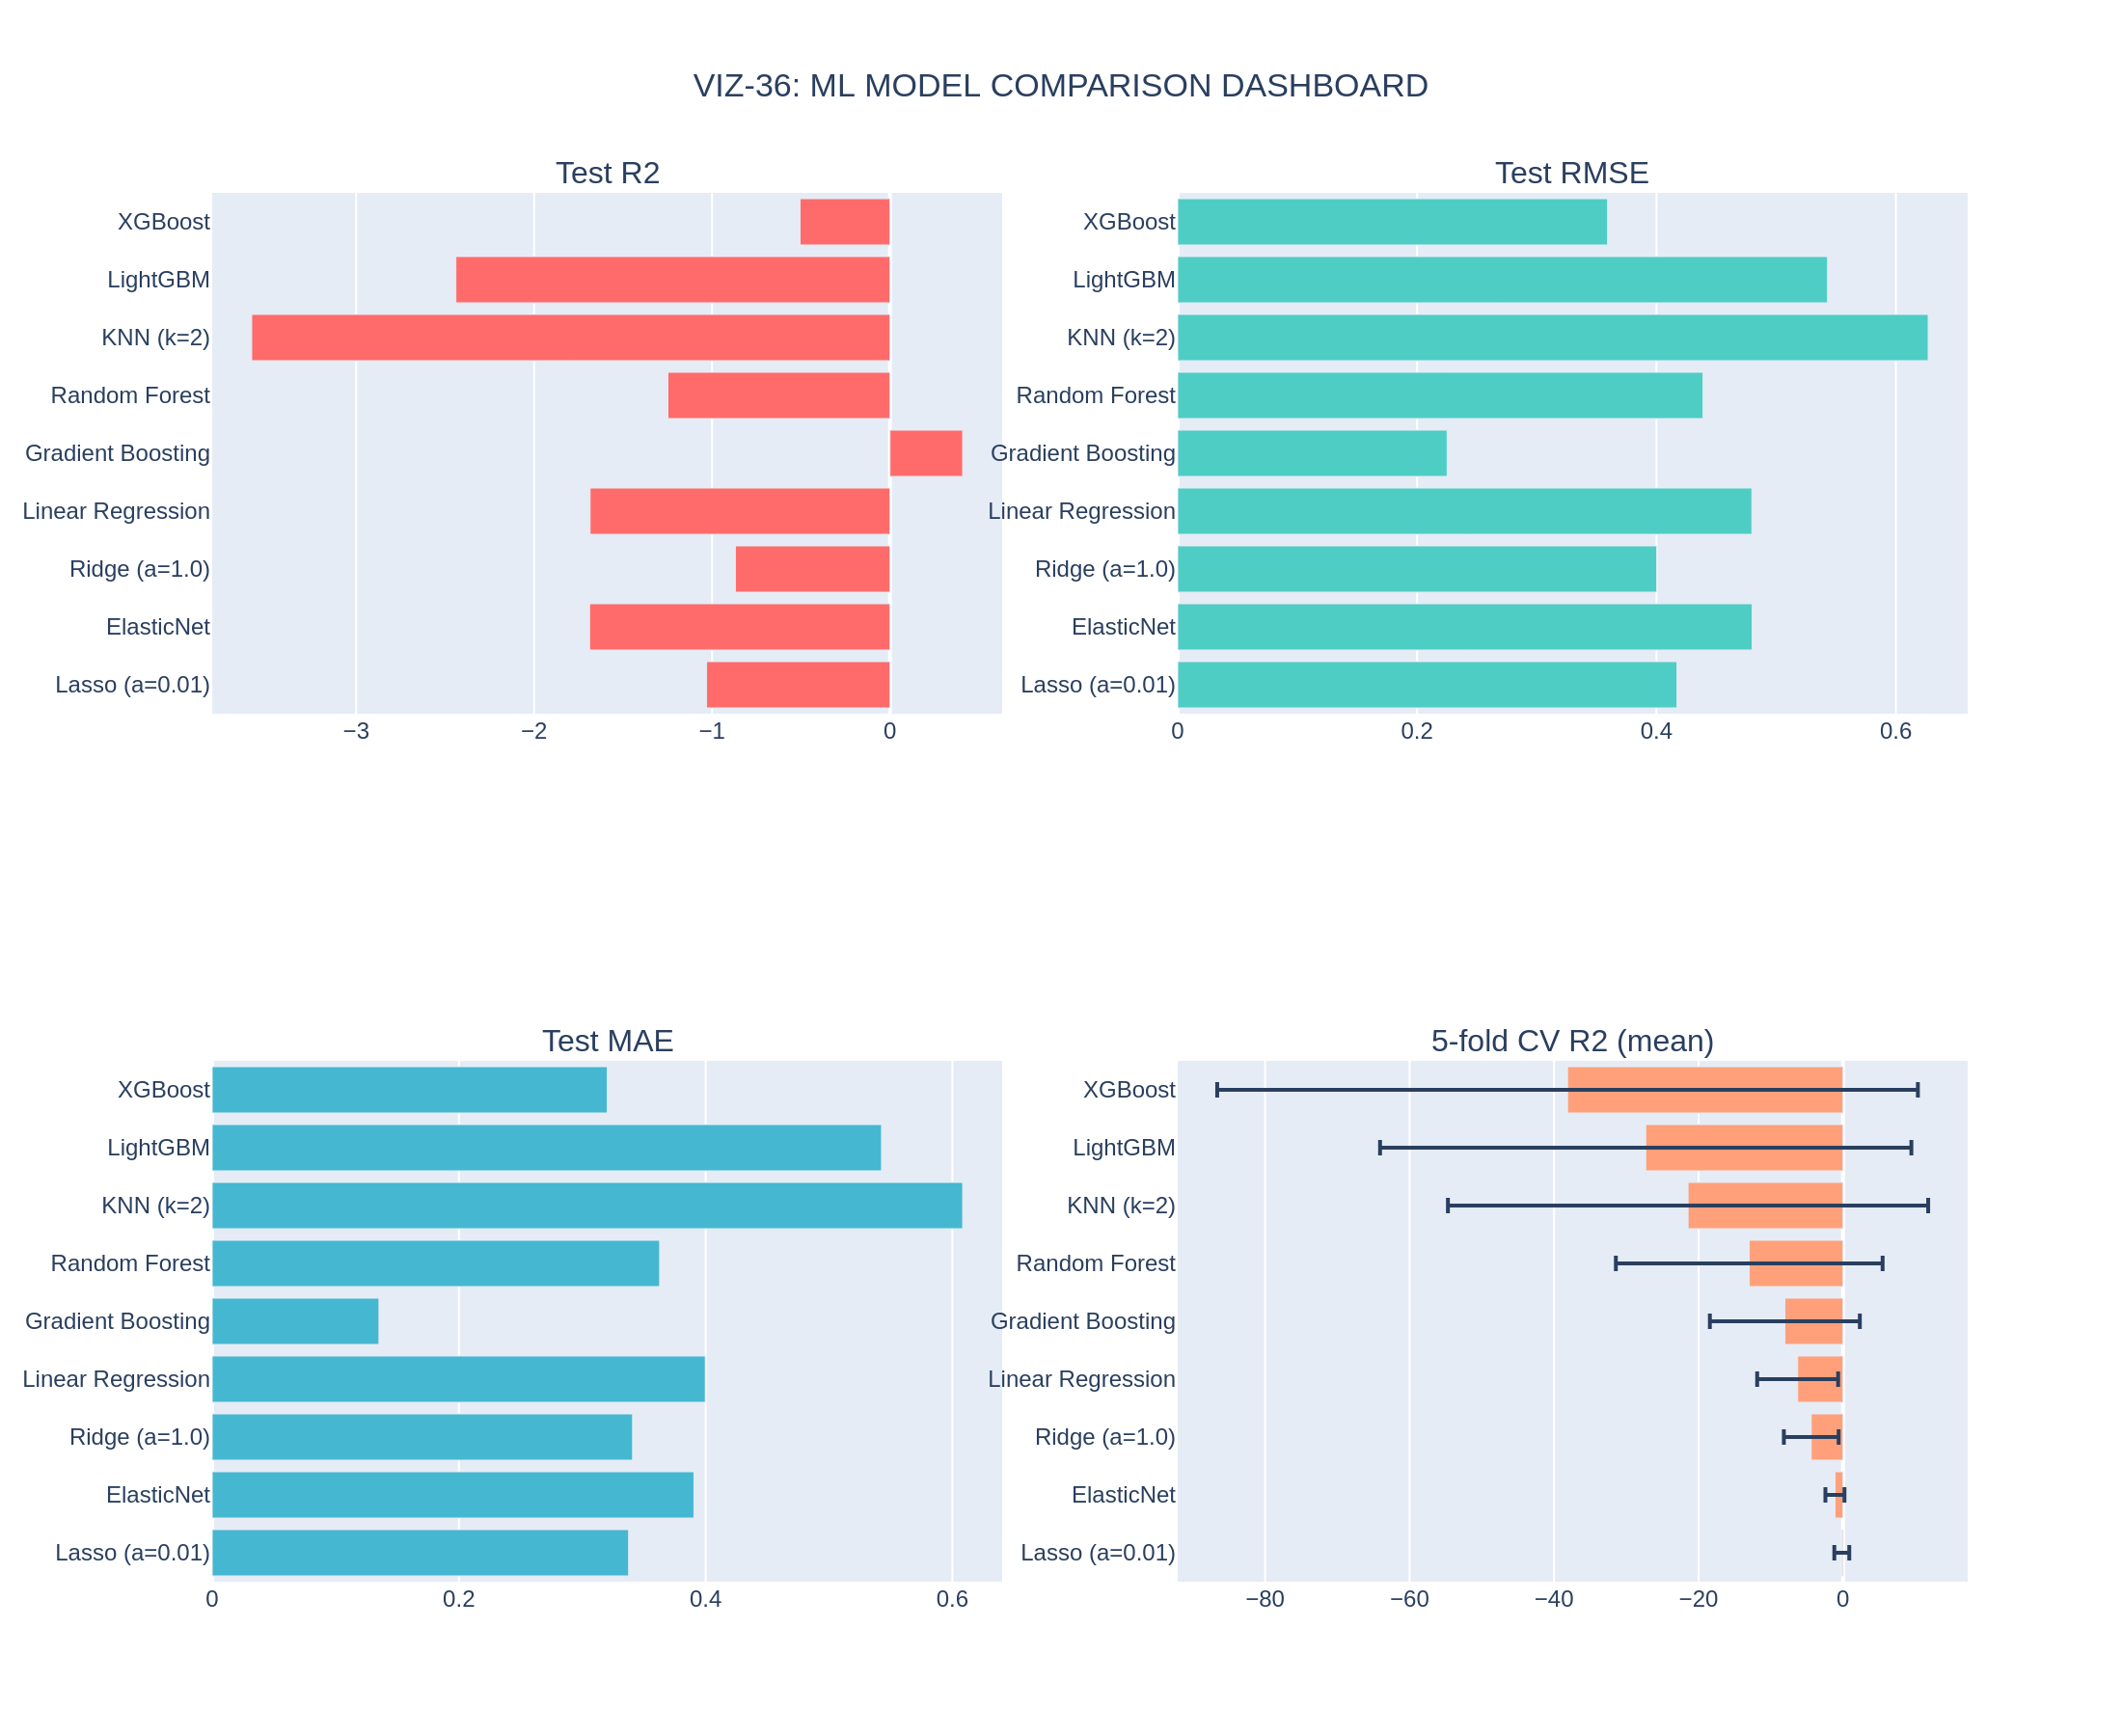 VIZ-36: ML MODEL COMPARISON DASHBOARD
Test R2
XGBoost
LightGBM
KNN (k=2)
Random Forest
Gradient Boosting
Linear Regression
Ridge (a=1.0)
ElasticNet
Lasso (a=0.01)
−3 −2 −1 0
Test RMSE
XGBoost
LightGBM
KNN (k=2)
Random Forest
Gradient Boosting
Linear Regression
Ridge (a=1.0)
ElasticNet
Lasso (a=0.01)
0 0.2 0.4 0.6
Test MAE
XGBoost
LightGBM
KNN (k=2)
Random Forest
Gradient Boosting
Linear Regression
Ridge (a=1.0)
ElasticNet
Lasso (a=0.01)
0 0.2 0.4 0.6
5-fold CV R2 (mean)
XGBoost
LightGBM
KNN (k=2)
Random Forest
Gradient Boosting
Linear Regression
Ridge (a=1.0)
ElasticNet
Lasso (a=0.01)
−80 −60 −40 −20 0